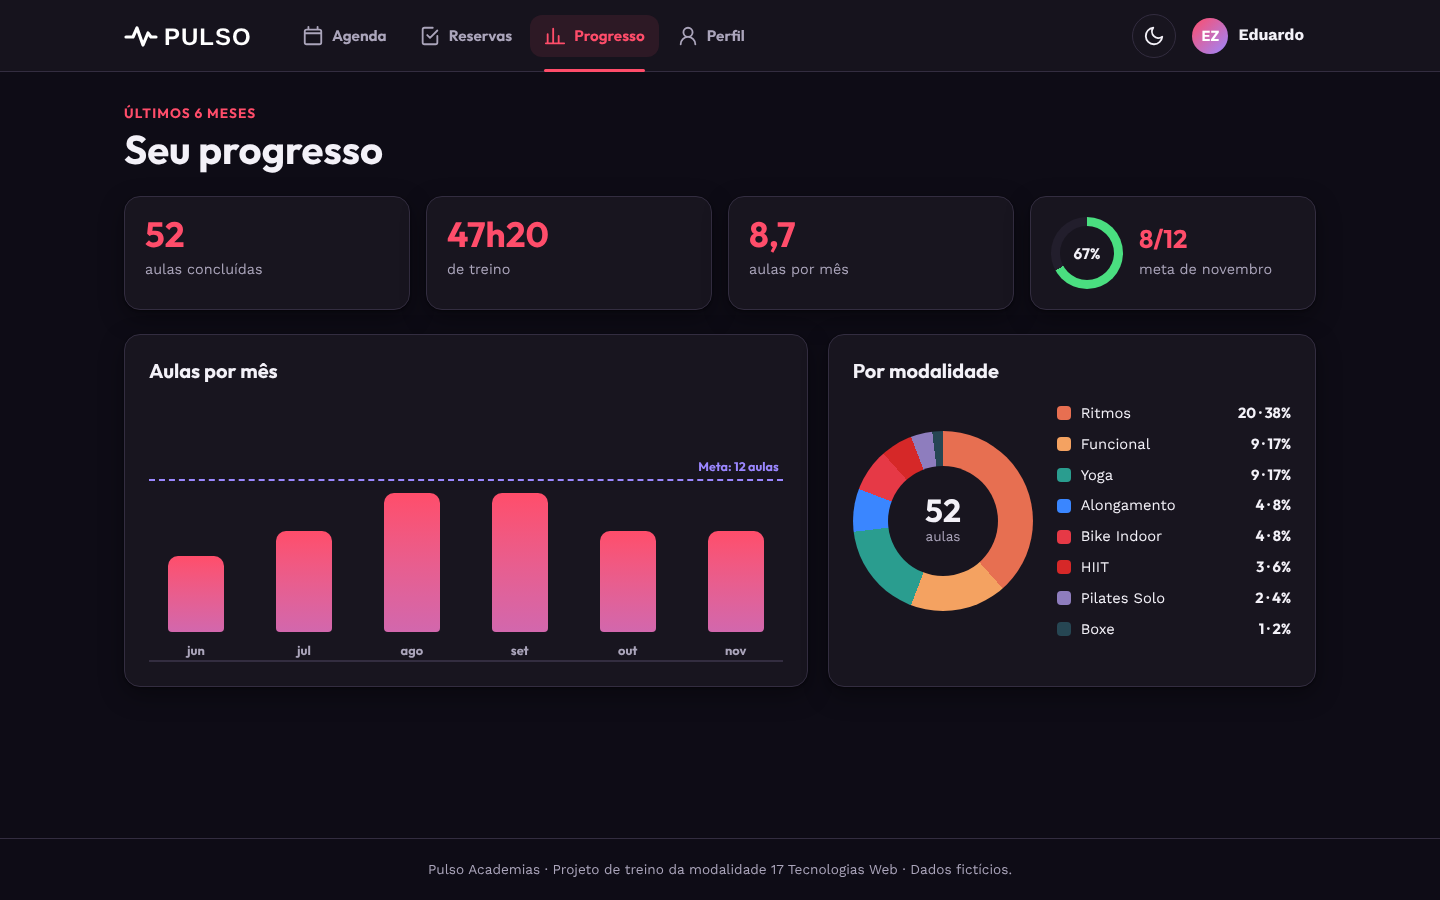 PULSO
Agenda
Reservas
Progresso
Perfil
EZ
Eduardo
ÚLTIMOS 6 MESES
Seu progresso
52
aulas concluídas
47h20
de treino
8,7
aulas por mês
67%
8/12
meta de novembro
Aulas por mês
Meta: 12 aulas
jun
jul
ago
set
out
nov
Por modalidade
52
aulas
Ritmos 20 · 38%
Funcional 9 · 17%
Yoga 9 · 17%
Alongamento 4 · 8%
Bike Indoor 4 · 8%
HIIT 3 · 6%
Pilates Solo 2 · 4%
Boxe 1 · 2%
Pulso Academias · Projeto de treino da modalidade 17 Tecnologias Web · Dados fictícios.